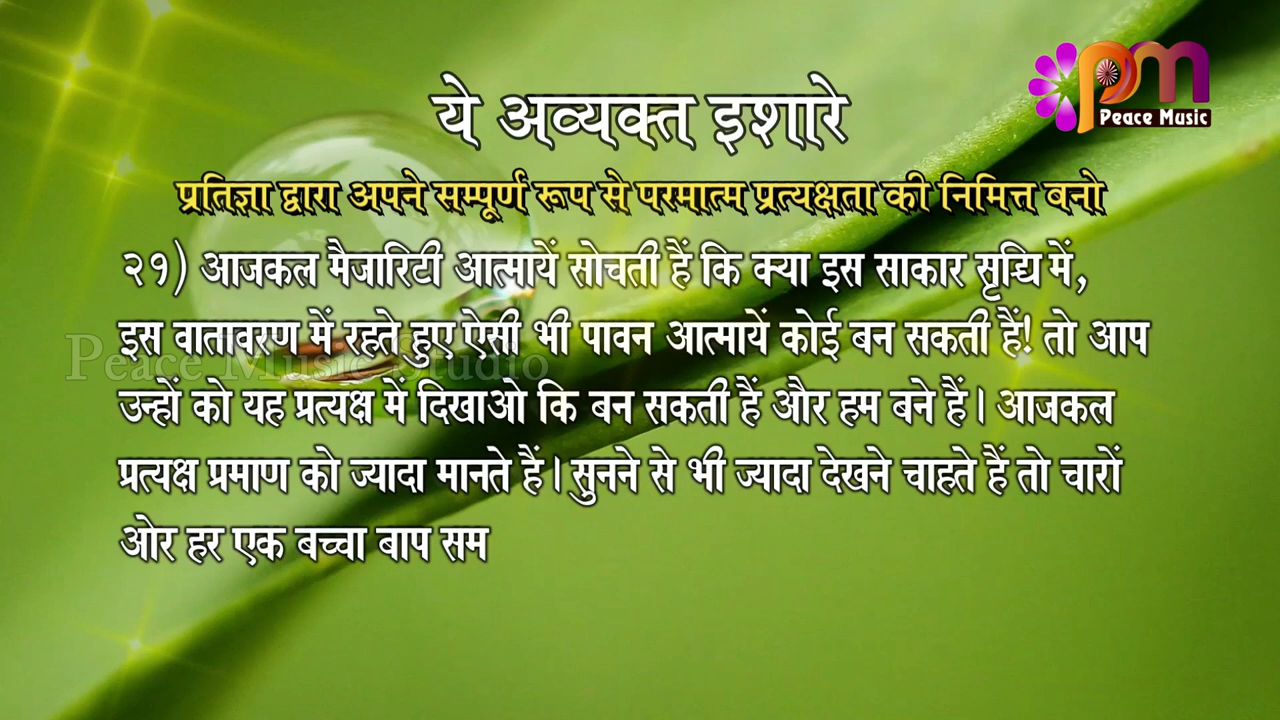 pm
Peace Music
ये अव्यक्त इशारे
प्रतिज्ञा द्वारा अपने सम्पूर्ण रूप से परमात्म प्रत्यक्षता की निमित्त बनो
२१) आजकल मैजारिटी आत्मायें सोचती हैं कि क्या इस साकार सृष्टि में,
इस वातावरण में रहते हुए ऐसी भी पावन आत्मायें कोई बन सकती हैं! तो आप
Peace Music Studio
उन्हों को यह प्रत्यक्ष में दिखाओ कि बन सकती हैं और हम बने हैं। आजकल
प्रत्यक्ष प्रमाण को ज्यादा मानते हैं। सुनने से भी ज्यादा देखने चाहते हैं तो चारों
ओर हर एक बच्चा बाप सम